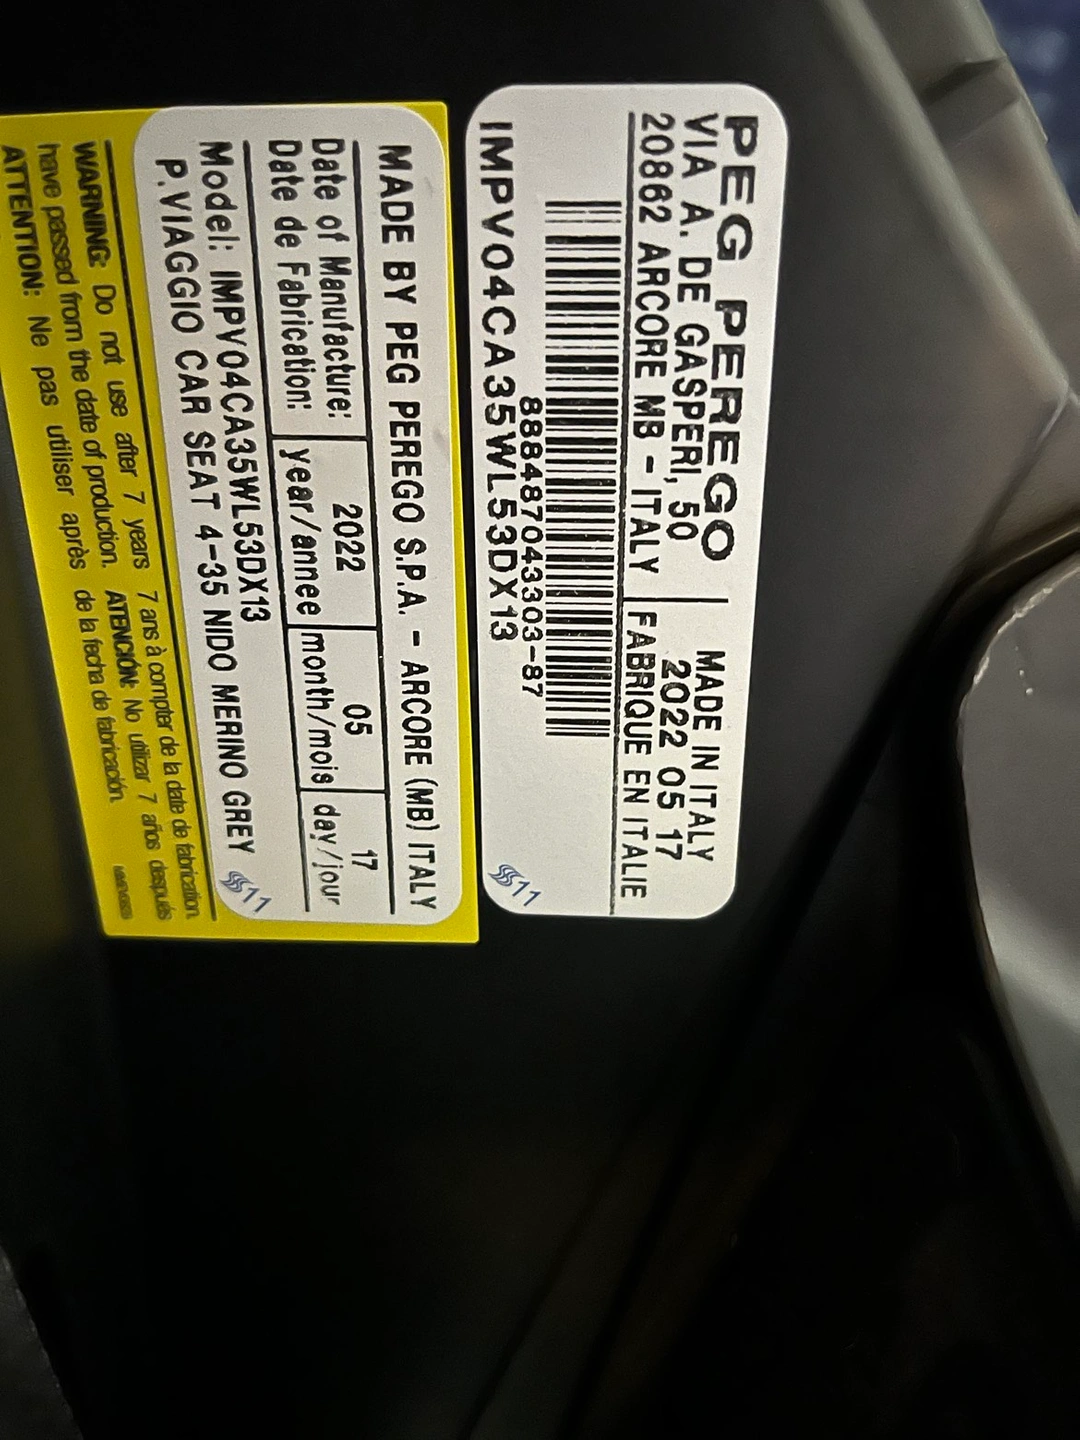 PEG PEREGO
VIA A. DE GASPERI, 50
20862 ARCORE MB - ITALY
MADE IN ITALY
2022 05 17
FABRIQUE EN ITALIE
8884870433O3-87
IMPV04CA35WL53DX13
11
MADE BY PEG PEREGO S.P.A. - ARCORE (MB) ITALY
Date of Manufacture: 2022 05 17
Date de Fabrication: year/annee month/mois day/jour
Model: IMPV04CA35WL53DX13
P.VIAGGIO CAR SEAT 4-35 NIDO MERINO GREY
11
WARNING: Do not use after 7 years
have passed from the date of production.
ATTENTION: Ne pas utiliser après
7 ans à compter de la date de fabrication.
ATENCIÓN: No utilizar 7 años después
de la fecha de fabricación.